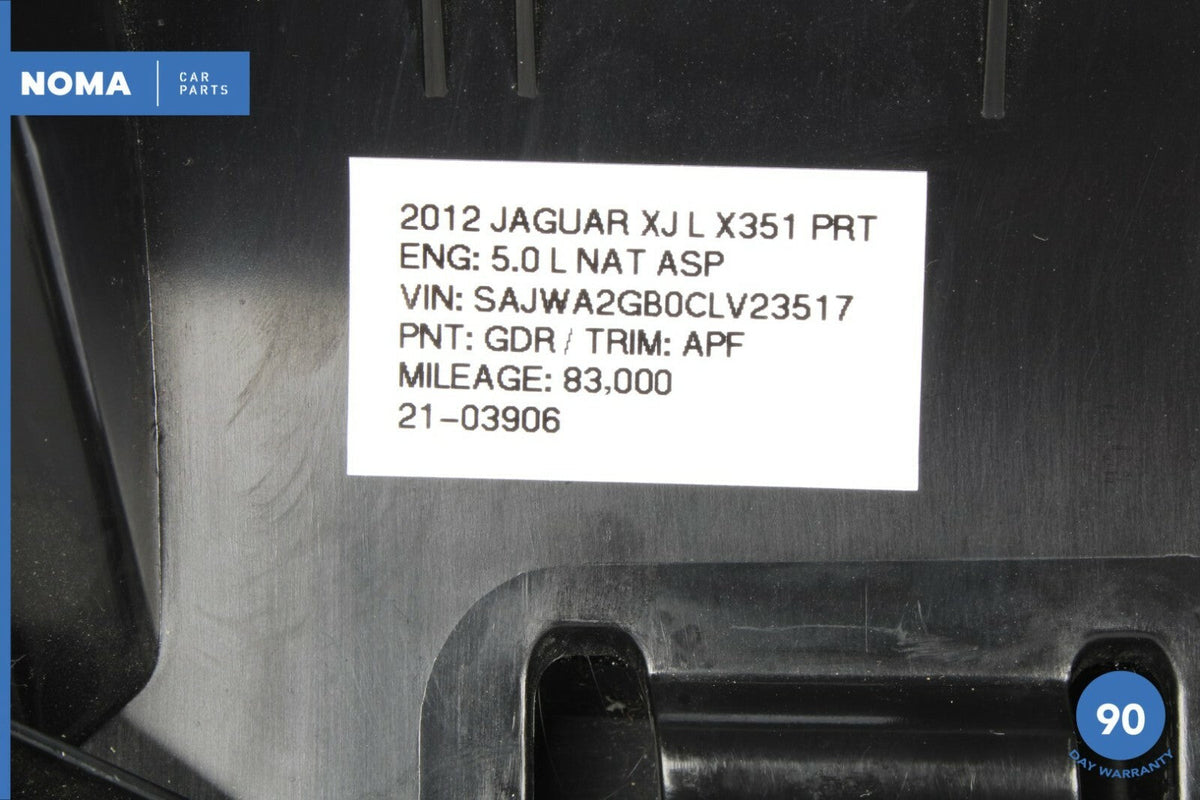 NOMA
CAR
PARTS
2012 JAGUAR XJ L X351 PRT
ENG: 5.0 L NAT ASP
VIN: SAJWA2GB0CLV23517
PNT: GDR / TRIM: APF
MILEAGE: 83,000
21-03906
90
DAY WARRANTY